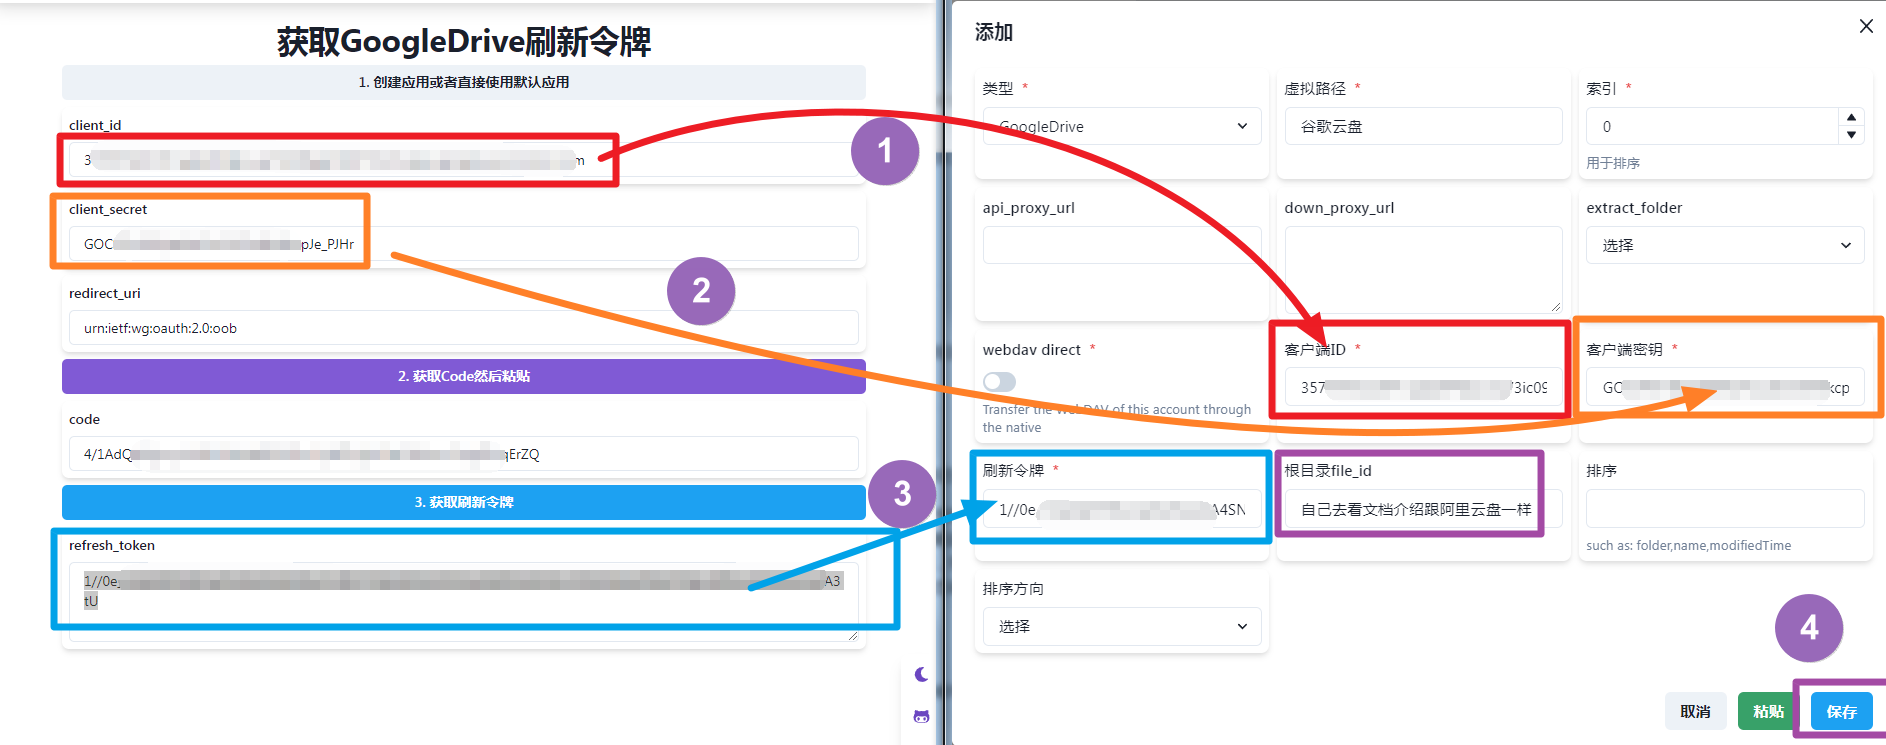 获取GoogleDrive刷新令牌
1. 创建应用或者直接使用默认应用
client_id
3
m
client_secret
GOC
pJe_PJHr
redirect_uri
urn:ietf:wg:oauth:2.0:oob
2. 获取Code然后粘贴
code
4/1AdQ
qErZQ
3. 获取刷新令牌
refresh_token
1//0e
A3
tU
1
2
3
添加
类型 *
GoogleDrive
虚拟路径 *
谷歌云盘
索引 *
0
用于排序
api_proxy_url
down_proxy_url
extract_folder
选择
webdav direct *
Transfer the WebDAV of this account through
the native
客户端ID *
357
73ic09
客户端密钥 *
GO
kcp
刷新令牌 *
1//0e
A4SN
根目录file_id
自己去看文档介绍跟阿里云盘一样
排序
such as: folder,name,modifiedTime
排序方向
选择
4
取消
粘贴
保存